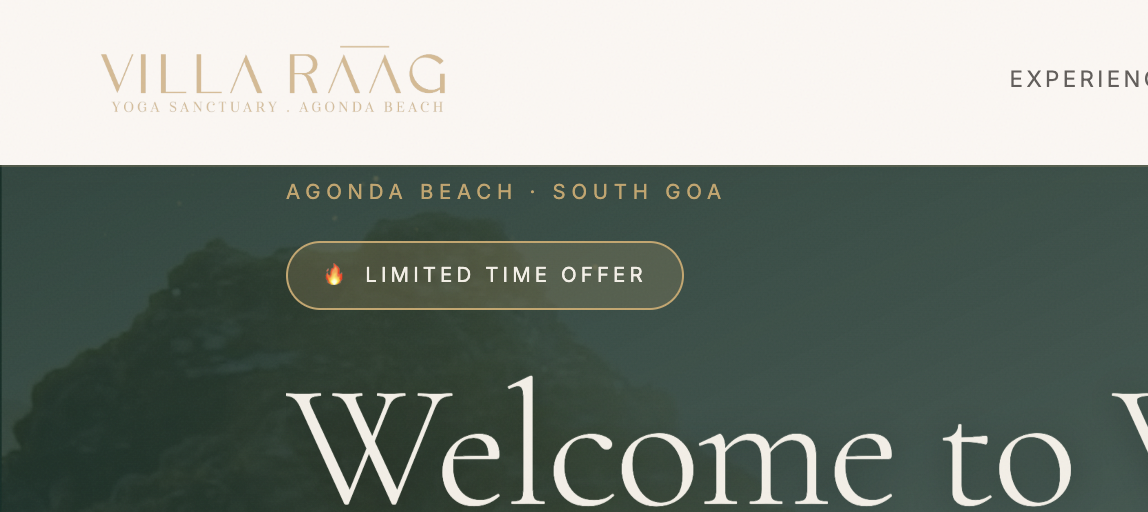 VILLA RĀĀG
YOGA SANCTUARY . AGONDA BEACH
AGONDA BEACH · SOUTH GOA
🔥 LIMITED TIME OFFER
Welcome to